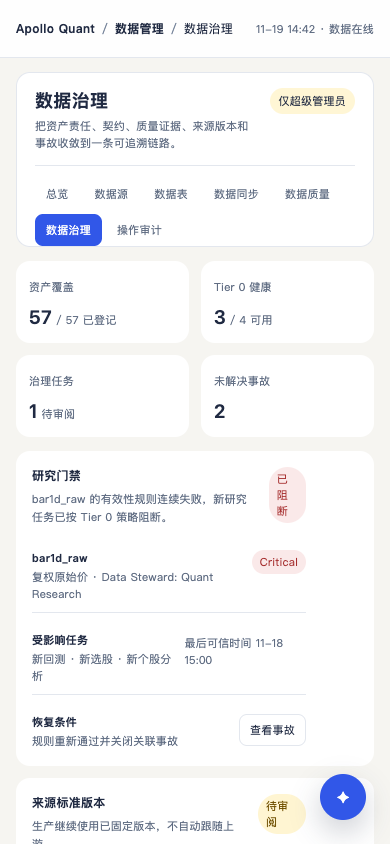 Apollo Quant / 数据管理 / 数据治理 11–19 14:42 · 数据在线
数据治理 仅超级管理员
把资产责任、契约、质量证据、来源版本和
事故收敛到一条可追溯链路。
总览 数据源 数据表 数据同步 数据质量
数据治理 操作审计
资产覆盖 Tier 0 健康
57 / 57 已登记 3 / 4 可用
治理任务 未解决事故
1 待审阅 2
研究门禁
已
阻
断
bar1d_raw 的有效性规则连续失败，新研究
任务已按 Tier 0 策略阻断。
bar1d_raw Critical
复权原始价 · Data Steward: Quant
Research
受影响任务
新回测 · 新选股 · 新个股分
析
最后可信时间 11–18
15:00
恢复条件
规则重新通过并关闭关联事故
查看事故
来源标准版本
待审
阅
生产继续使用已固定版本，不自动跟随上
游。